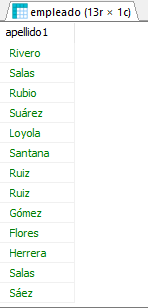 empleado (13r × 1c)
apellido1
Rivero
Salas
Rubio
Suárez
Loyola
Santana
Ruiz
Ruiz
Gómez
Flores
Herrera
Salas
Sáez